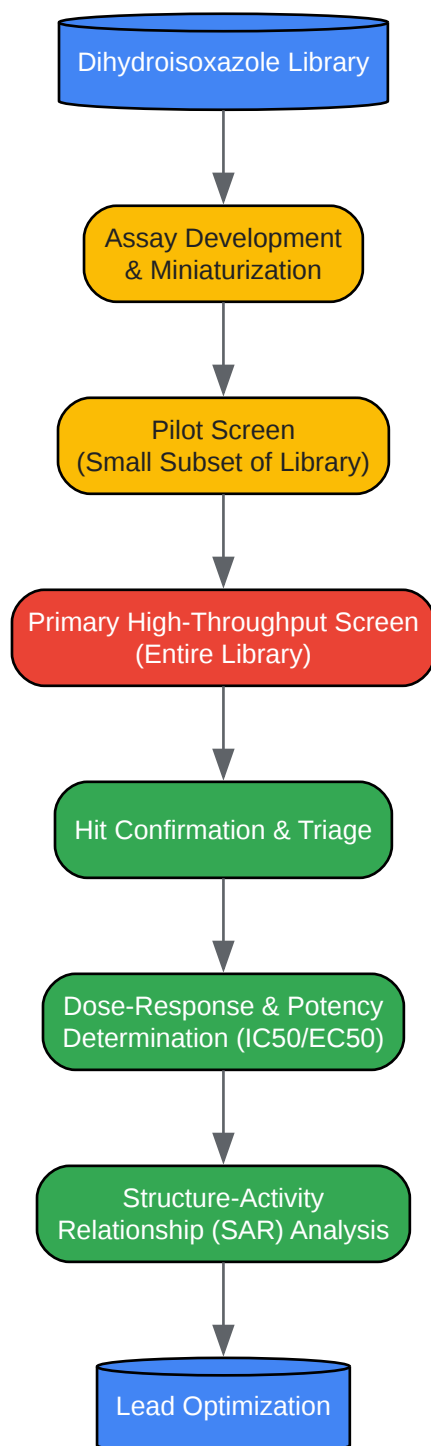 Dihydroisoxazole Library
Assay Development
& Miniaturization
Pilot Screen
(Small Subset of Library)
Primary High-Throughput Screen
(Entire Library)
Hit Confirmation & Triage
Dose-Response & Potency
Determination (IC50/EC50)
Structure-Activity
Relationship (SAR) Analysis
Lead Optimization